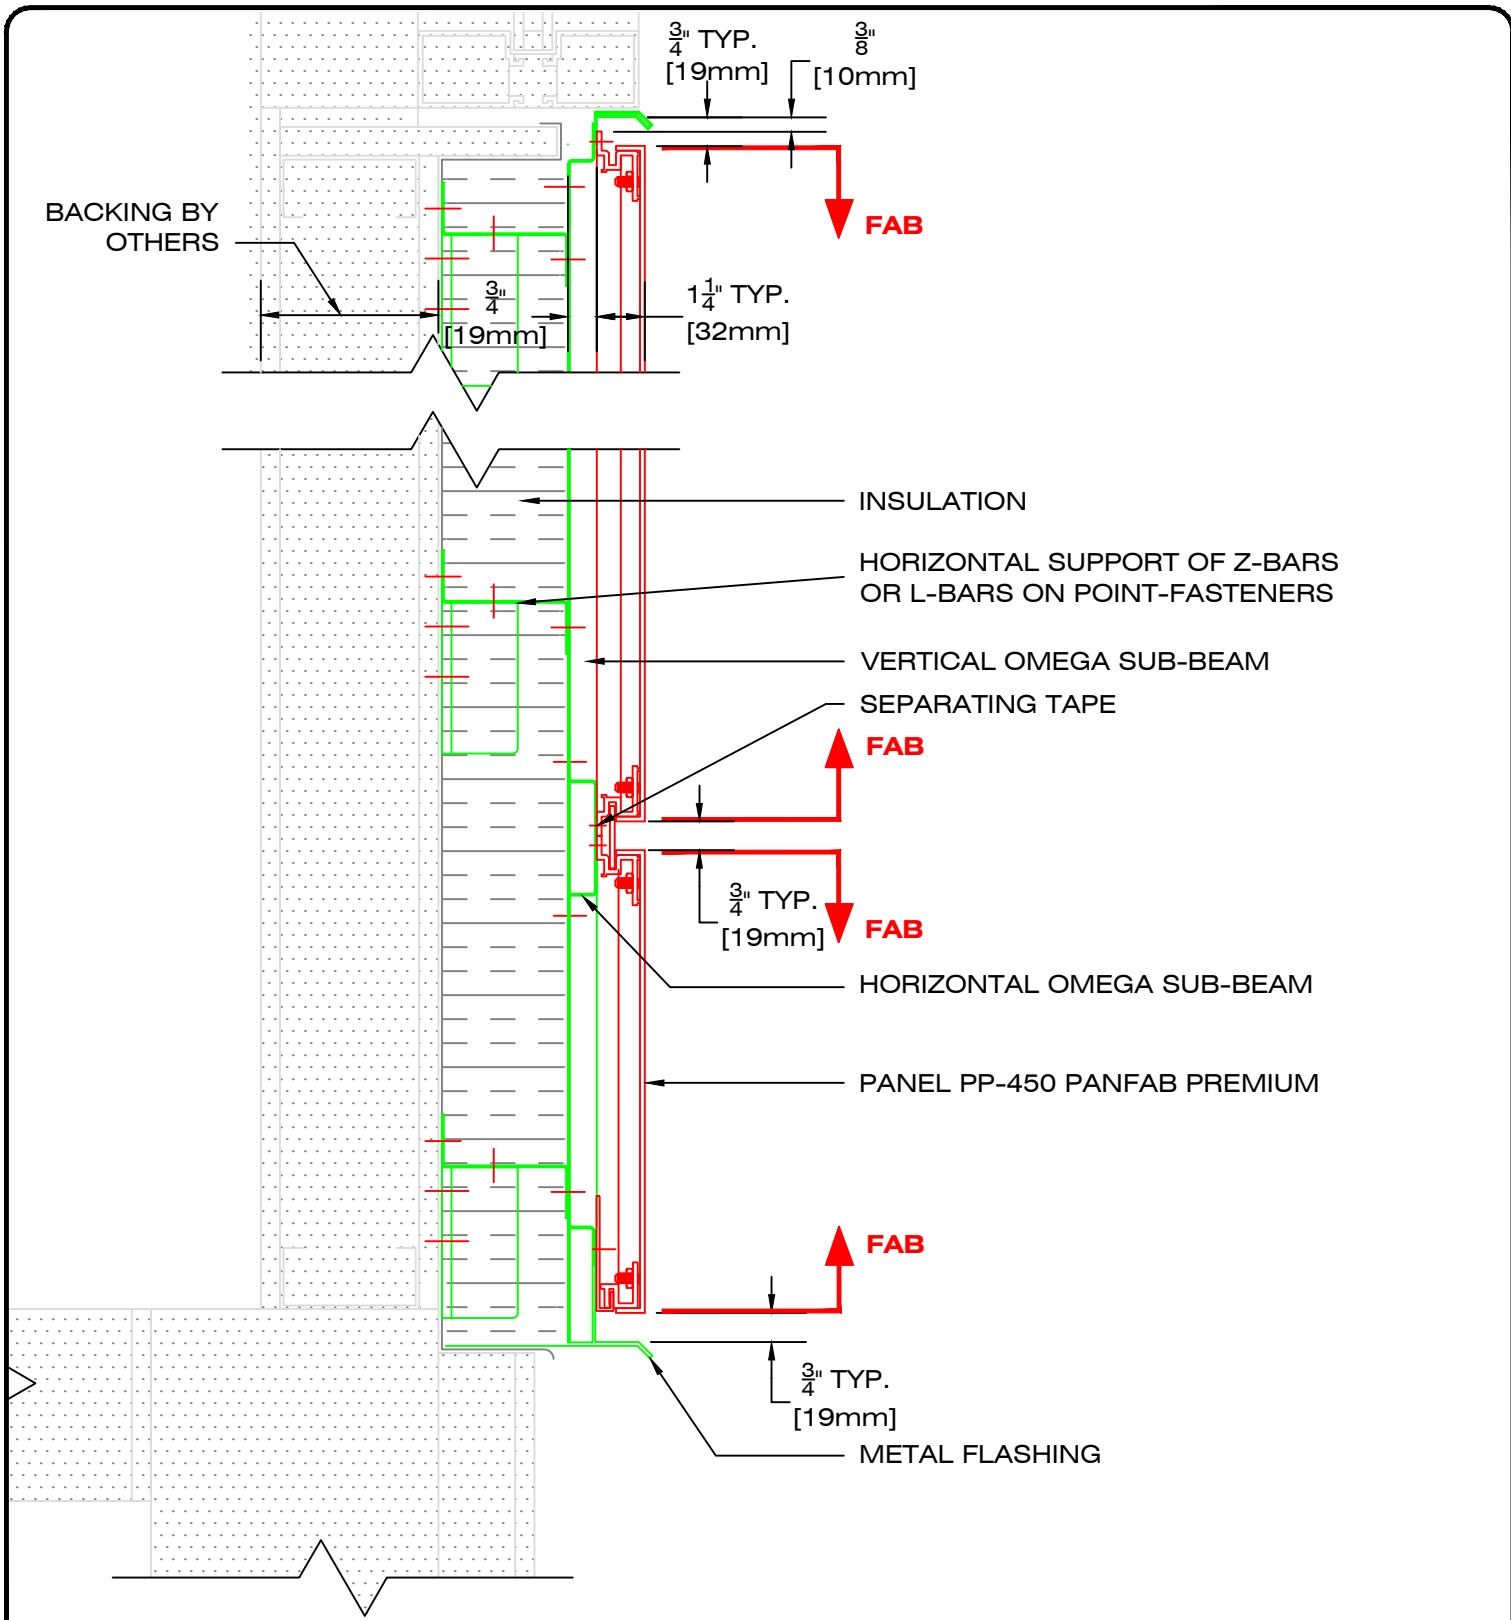 3/4" TYP.
[19mm]
3/8"
[10mm]
FAB
BACKING BY
OTHERS
3/4"
[19mm]
1 1/4" TYP.
[32mm]
INSULATION
HORIZONTAL SUPPORT OF Z-BARS
OR L-BARS ON POINT-FASTENERS
VERTICAL OMEGA SUB-BEAM
SEPARATING TAPE
FAB
3/4" TYP.
[19mm]
FAB
HORIZONTAL OMEGA SUB-BEAM
PANEL PP-450 PANFAB PREMIUM
FAB
3/4" TYP.
[19mm]
METAL FLASHING